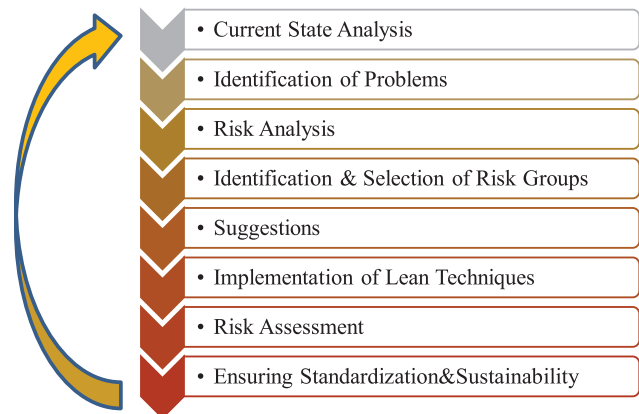 • Current State Analysis
• Identification of Problems
• Risk Analysis
• Identification & Selection of Risk Groups
• Suggestions
• Implementation of Lean Techniques
• Risk Assessment
• Ensuring Standardization&Sustainability